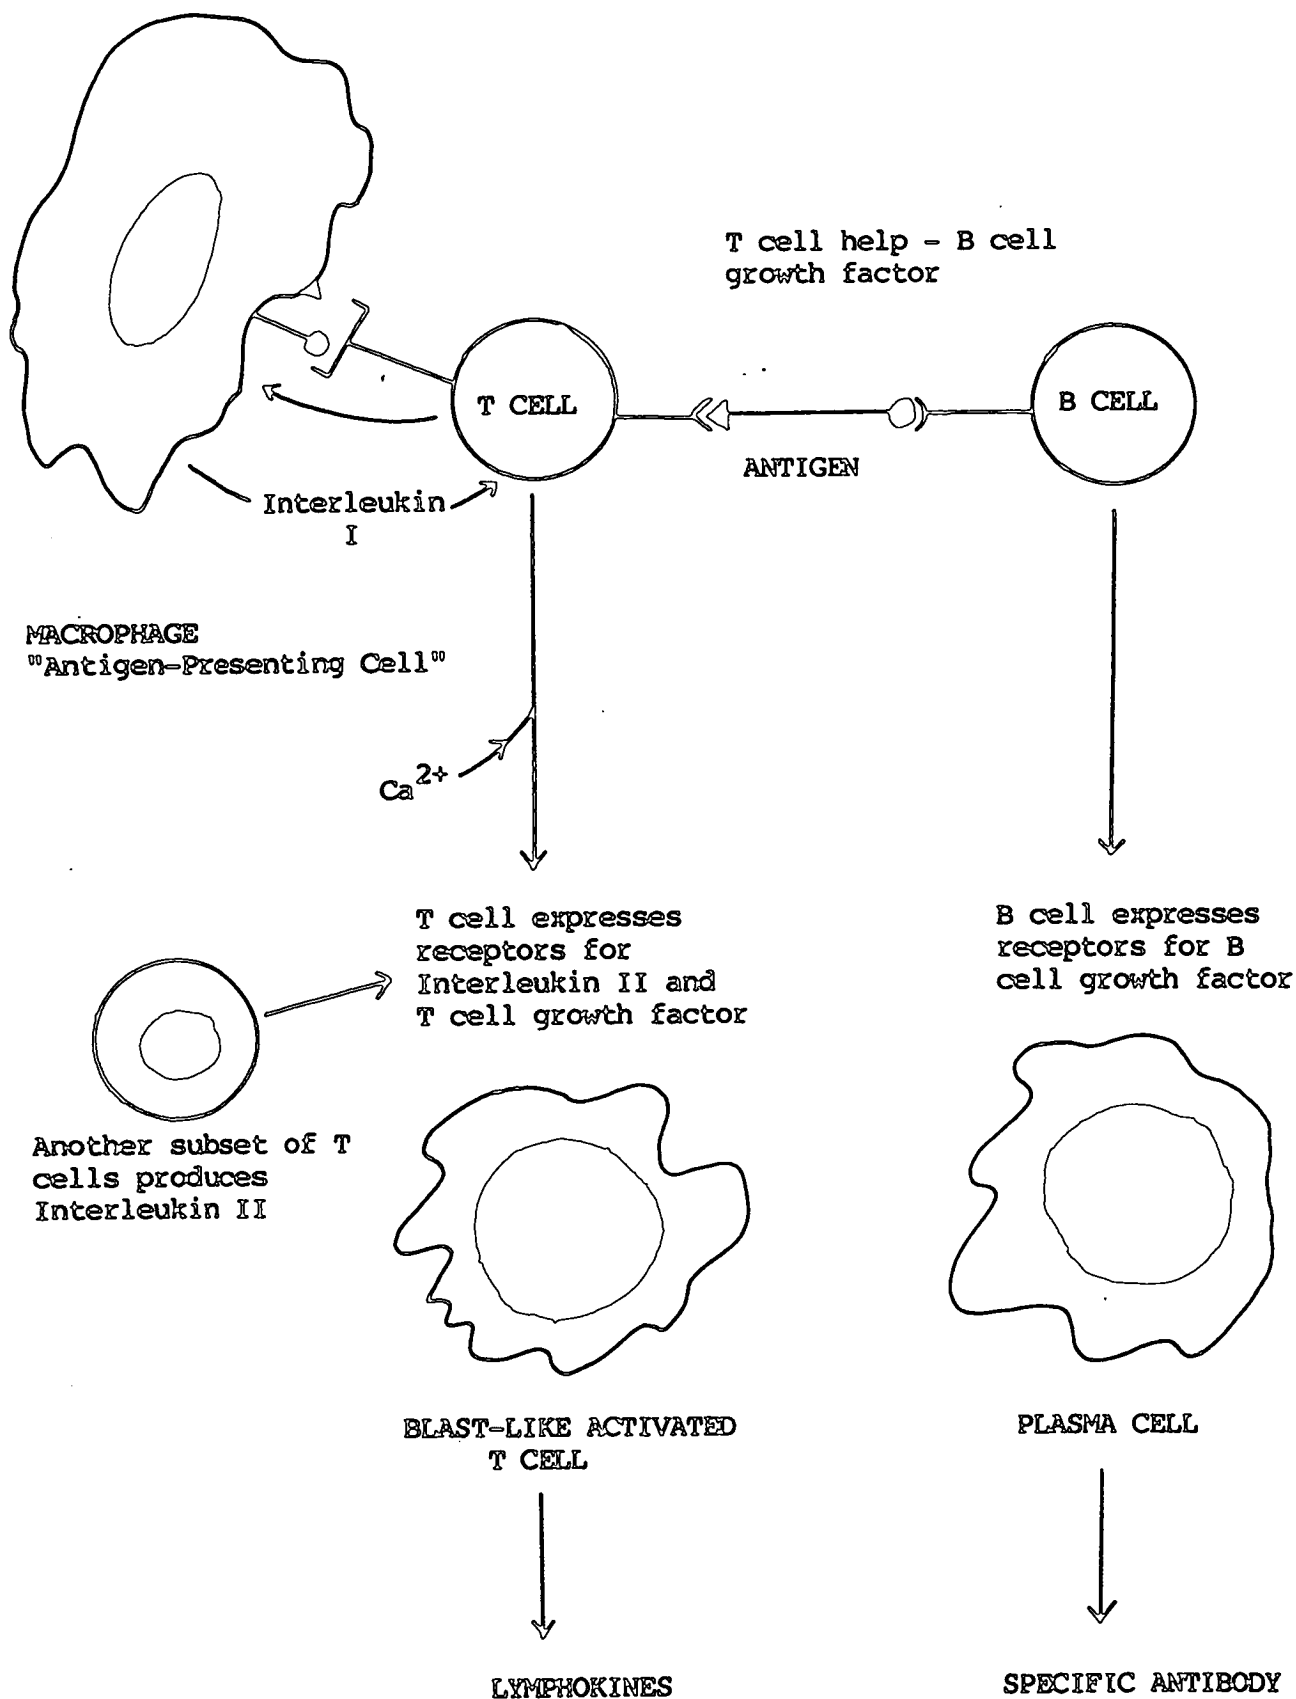 T cell help - B cell
growth factor
T CELL
B CELL
ANTIGEN
Interleukin
I
MACROPHAGE
"Antigen-Presenting Cell"
Ca2+
T cell expresses
receptors for
Interleukin II and
T cell growth factor
B cell expresses
receptors for B
cell growth factor
Another subset of T
cells produces
Interleukin II
BLAST-LIKE ACTIVATED
T CELL
PLASMA CELL
LYMPHOKINES
SPECIFIC ANTIBODY